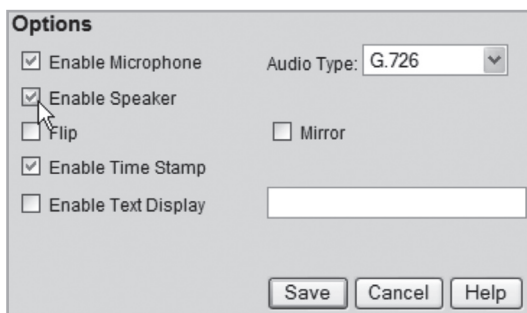 Options
Enable Microphone Audio Type: G.726
Enable Speaker
Flip Mirror
Enable Time Stamp
Enable Text Display
Save Cancel Help